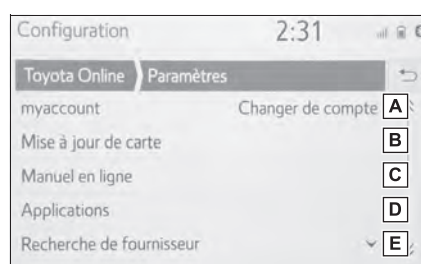 Configuration 2:31
Toyota Online Paramètres
myaccount Changer de compte A
Mise à jour de carte B
Manuel en ligne C
Applications D
Recherche de fournisseur E